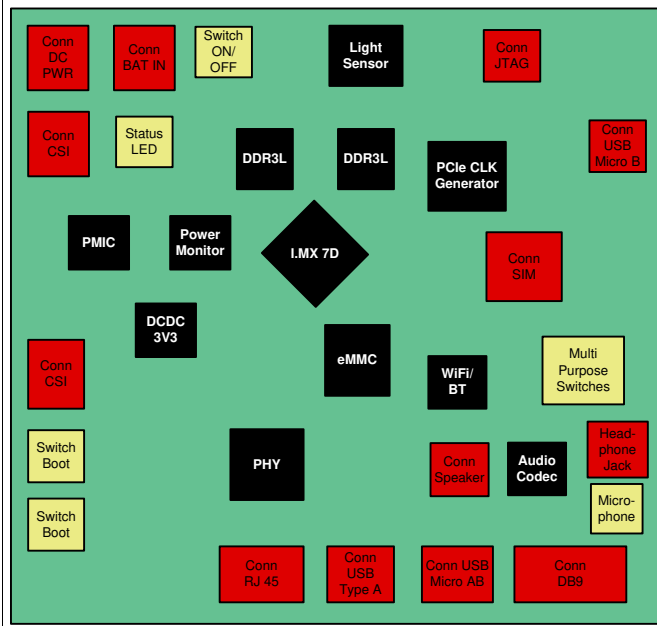 Conn
DC
PWR
Conn
BAT IN
Switch
ON/
OFF
Light
Sensor
Conn
JTAG
Conn
CSI
Status
LED
DDR3L
DDR3L
PCIe CLK
Generator
Conn
USB
Micro B
PMIC
Power
Monitor
I.MX 7D
Conn
SIM
DCDC
3V3
eMMC
Conn
CSI
WiFi/
BT
Multi
Purpose
Switches
Switch
Boot
PHY
Conn
Speaker
Audio
Codec
Head-
phone
Jack
Micro-
phone
Switch
Boot
Conn
RJ 45
Conn
USB
Type A
Conn USB
Micro AB
Conn
DB9